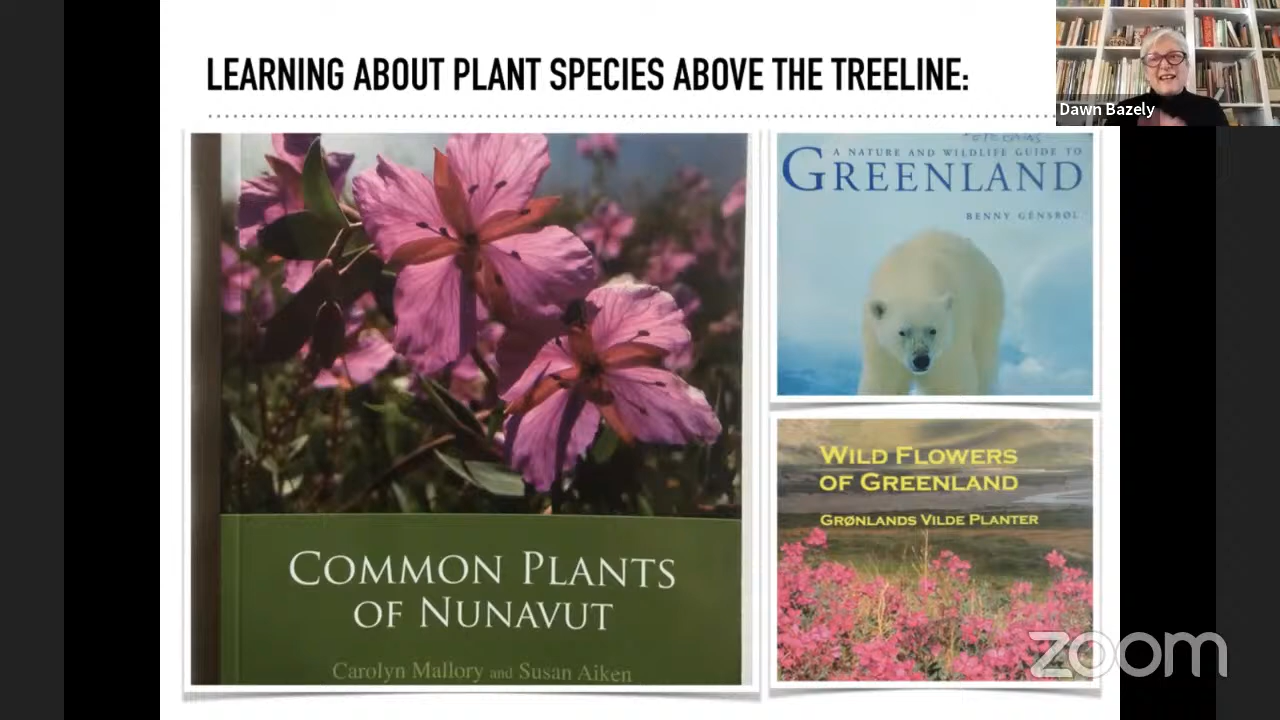 LEARNING ABOUT PLANT SPECIES ABOVE THE TREELINE:
Dawn Bazely
COMMON PLANTS
OF NUNAVUT
Carolyn Mallory and Susan Aiken
A NATURE AND WILDLIFE GUIDE TO
GREENLAND
BENNY GÉNSBØL
WILD FLOWERS
OF GREENLAND
GRØNLANDS VILDE PLANTER
zoom